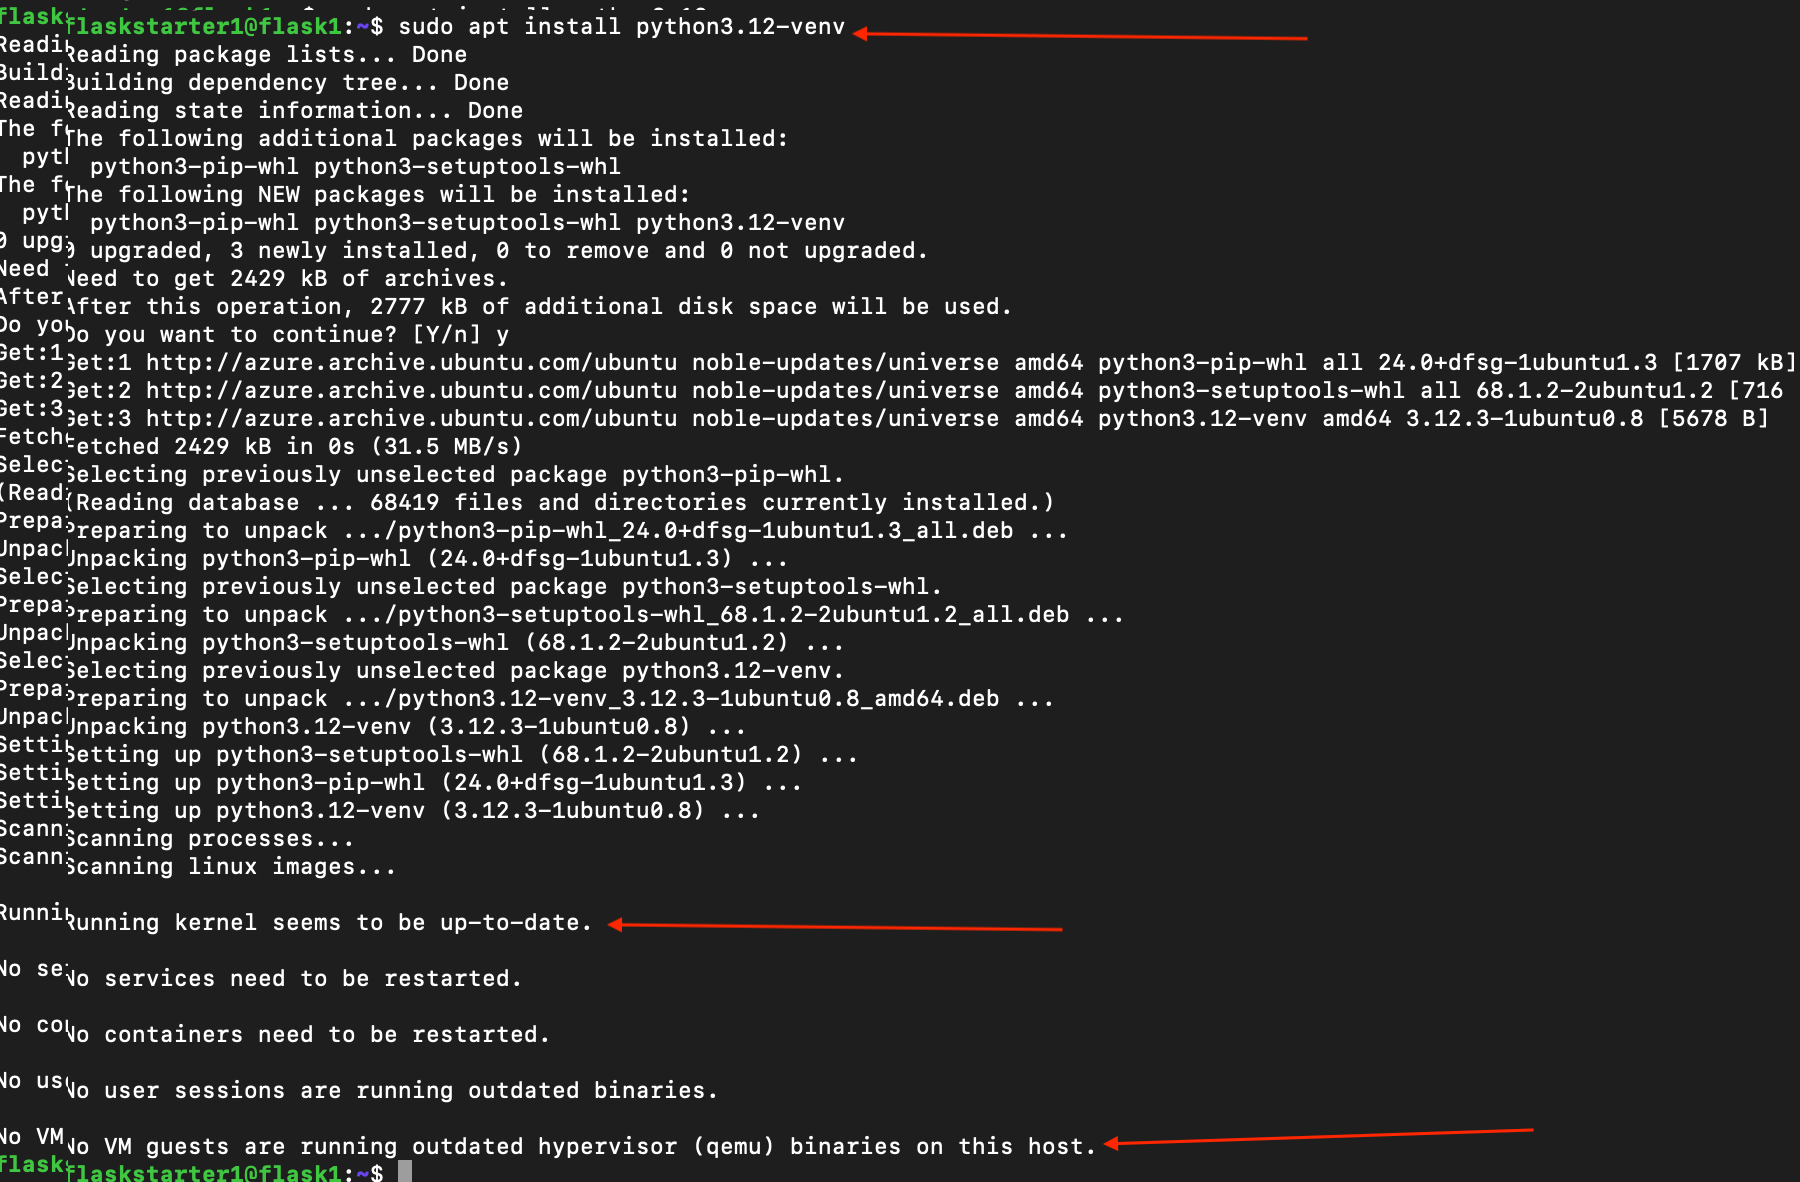 flaskstarter1@flask1:~$ sudo apt install python3.12-venv
Reading package lists... Done
Building dependency tree... Done
Reading state information... Done
The following additional packages will be installed:
  python3-pip-whl python3-setuptools-whl
The following NEW packages will be installed:
  python3-pip-whl python3-setuptools-whl python3.12-venv
0 upgraded, 3 newly installed, 0 to remove and 0 not upgraded.
Need to get 2429 kB of archives.
After this operation, 2777 kB of additional disk space will be used.
Do you want to continue? [Y/n] y
Get:1 http://azure.archive.ubuntu.com/ubuntu noble-updates/universe amd64 python3-pip-whl all 24.0+dfsg-1ubuntu1.3 [1707 kB]
Get:2 http://azure.archive.ubuntu.com/ubuntu noble-updates/universe amd64 python3-setuptools-whl all 68.1.2-2ubuntu1.2 [716
Get:3 http://azure.archive.ubuntu.com/ubuntu noble-updates/universe amd64 python3.12-venv amd64 3.12.3-1ubuntu0.8 [5678 B]
Fetched 2429 kB in 0s (31.5 MB/s)
Selecting previously unselected package python3-pip-whl.
(Reading database ... 68419 files and directories currently installed.)
Preparing to unpack .../python3-pip-whl_24.0+dfsg-1ubuntu1.3_all.deb ...
Unpacking python3-pip-whl (24.0+dfsg-1ubuntu1.3) ...
Selecting previously unselected package python3-setuptools-whl.
Preparing to unpack .../python3-setuptools-whl_68.1.2-2ubuntu1.2_all.deb ...
Unpacking python3-setuptools-whl (68.1.2-2ubuntu1.2) ...
Selecting previously unselected package python3.12-venv.
Preparing to unpack .../python3.12-venv_3.12.3-1ubuntu0.8_amd64.deb ...
Unpacking python3.12-venv (3.12.3-1ubuntu0.8) ...
Setting up python3-setuptools-whl (68.1.2-2ubuntu1.2) ...
Setting up python3-pip-whl (24.0+dfsg-1ubuntu1.3) ...
Setting up python3.12-venv (3.12.3-1ubuntu0.8) ...
Scanning processes...
Scanning linux images...
Running kernel seems to be up-to-date.
No services need to be restarted.
No containers need to be restarted.
No user sessions are running outdated binaries.
No VM guests are running outdated hypervisor (qemu) binaries on this host.
flaskstarter1@flask1:~$